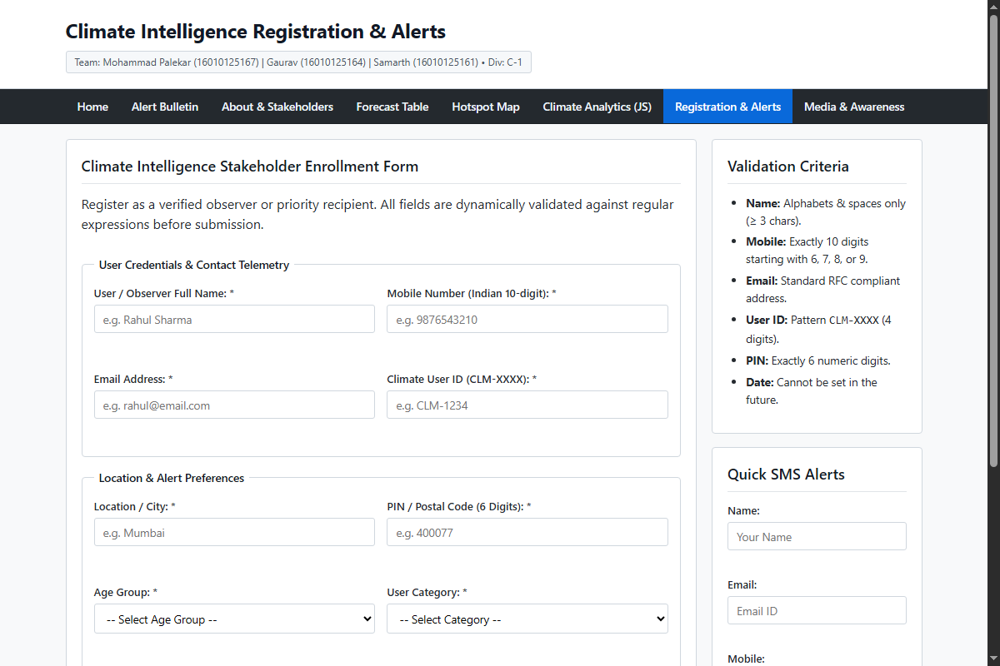 Climate Intelligence Registration & Alerts
Team: Mohammad Palekar (16010125167) | Gaurav (16010125164) | Samarth (16010125161) • Div: C-1
Home
Alert Bulletin
About & Stakeholders
Forecast Table
Hotspot Map
Climate Analytics (JS)
Registration & Alerts
Media & Awareness
Climate Intelligence Stakeholder Enrollment Form
Register as a verified observer or priority recipient. All fields are dynamically validated against regular
expressions before submission.
User Credentials & Contact Telemetry
User / Observer Full Name: *
e.g. Rahul Sharma
Mobile Number (Indian 10-digit): *
e.g. 9876543210
Email Address: *
e.g. rahul@email.com
Climate User ID (CLM-XXXX): *
e.g. CLM-1234
Location & Alert Preferences
Location / City: *
e.g. Mumbai
PIN / Postal Code (6 Digits): *
e.g. 400077
Age Group: *
-- Select Age Group --
User Category: *
-- Select Category --
Validation Criteria
• Name: Alphabets & spaces only
(≥ 3 chars).
• Mobile: Exactly 10 digits
starting with 6, 7, 8, or 9.
• Email: Standard RFC compliant
address.
• User ID: Pattern CLM-XXXX (4
digits).
• PIN: Exactly 6 numeric digits.
• Date: Cannot be set in the
future.
Quick SMS Alerts
Name:
Your Name
Email:
Email ID
Mobile: